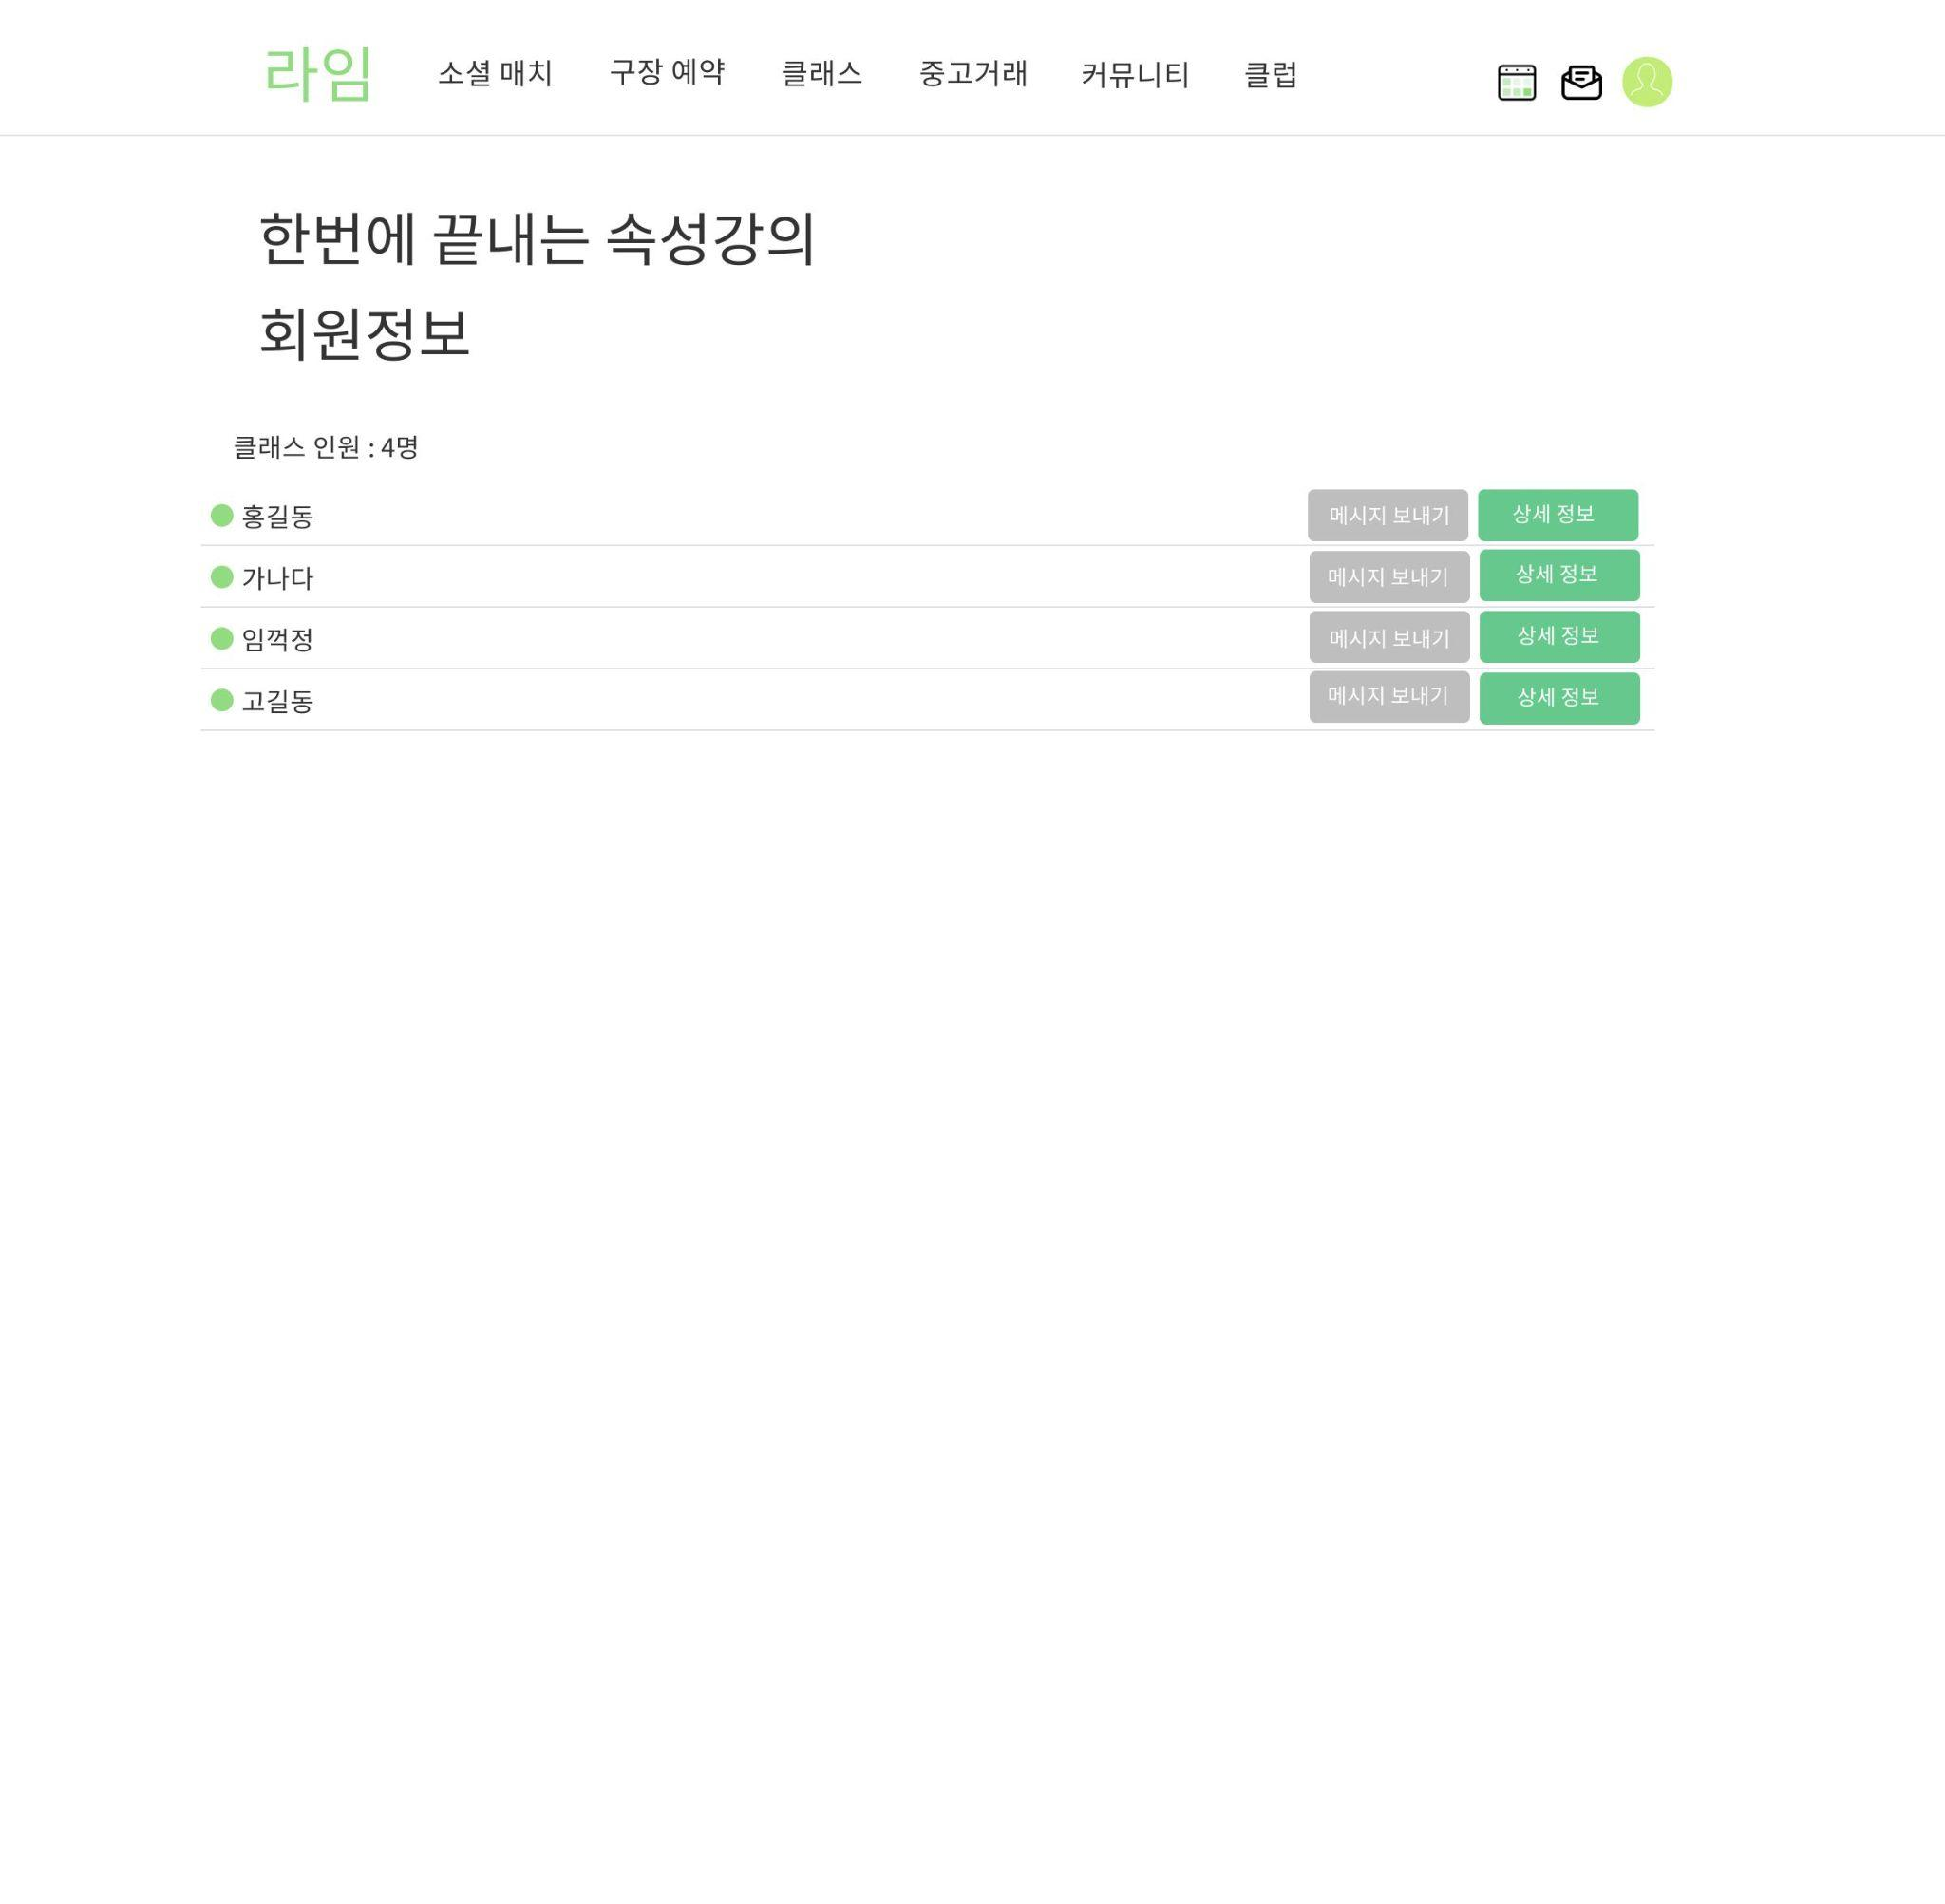 라임 소셜 매치 구장 예약 클래스 중고거래 커뮤니티 클럽
한번에 끝내는 속성강의
회원정보
클래스 인원 : 4명
홍길동 메시지 보내기 상세 정보
가나다 메시지 보내기 상세 정보
임꺽정 메시지 보내기 상세 정보
고길동 메시지 보내기 상세 정보